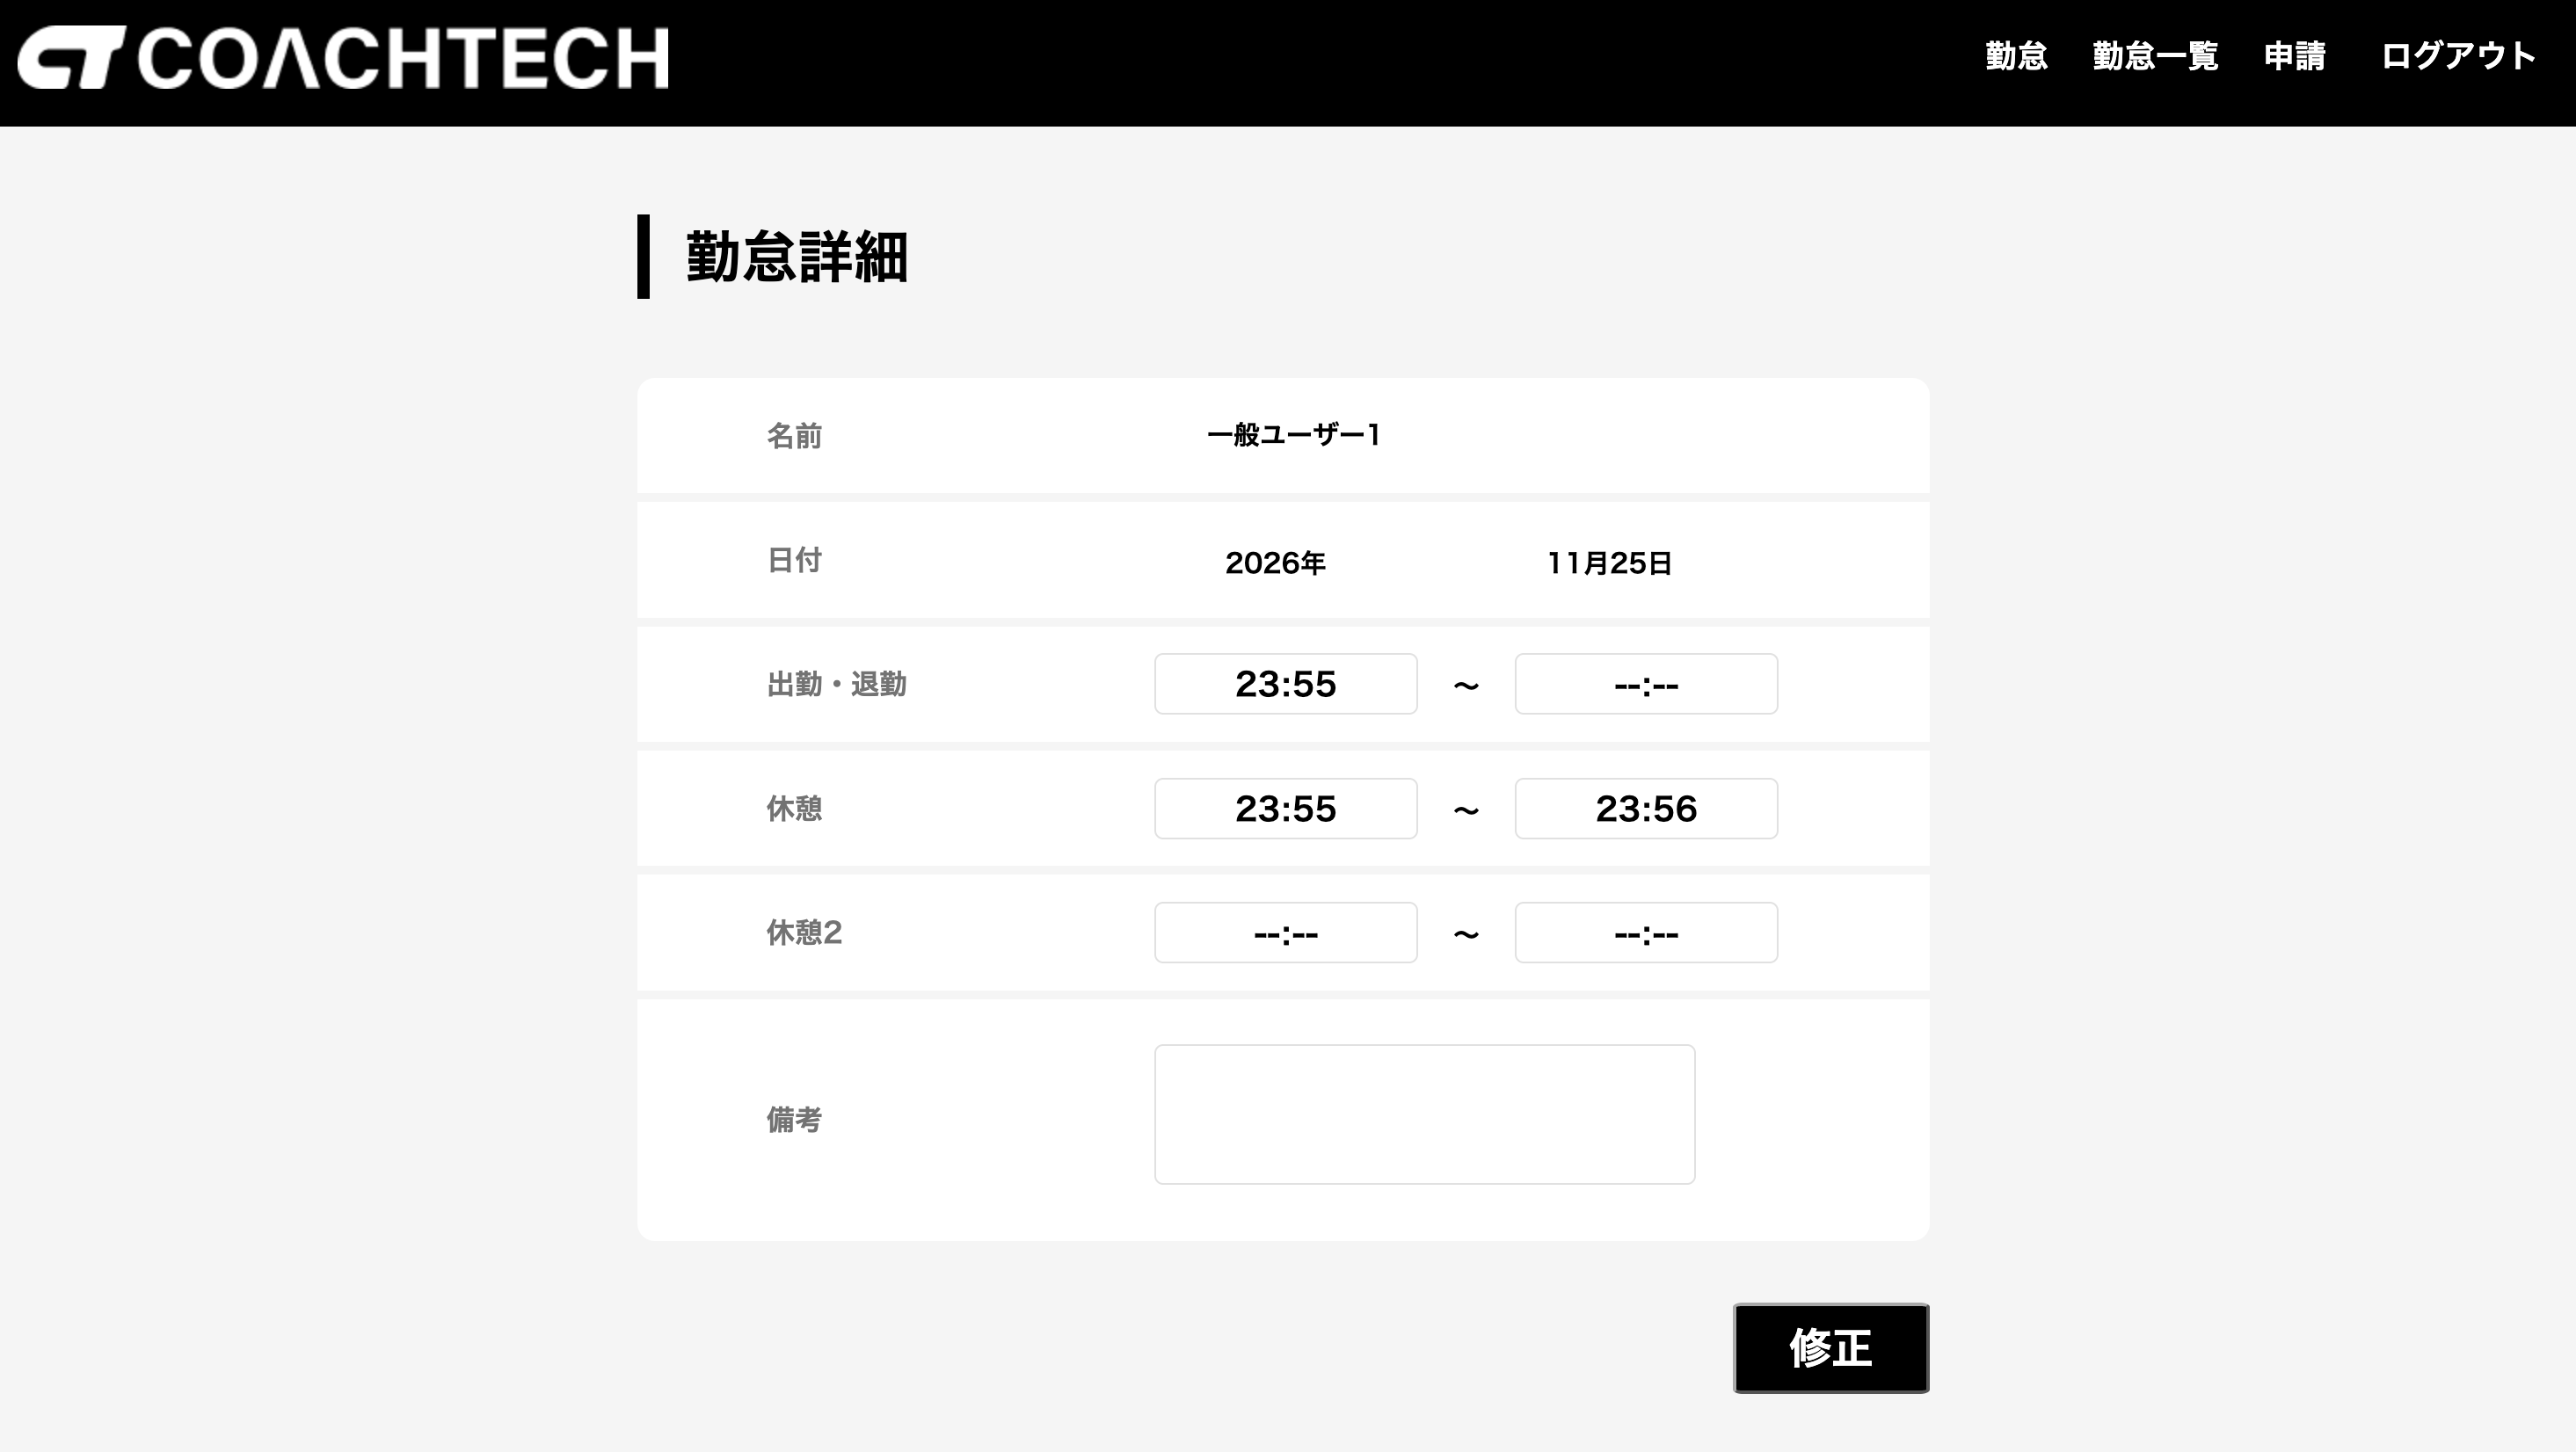 COACHTECH
勤怠 勤怠一覧 申請 ログアウト
勤怠詳細
名前 一般ユーザー1
日付 2026年 11月25日
出勤・退勤 23:55 〜 --:--
休憩 23:55 〜 23:56
休憩2 --:-- 〜 --:--
備考
修正